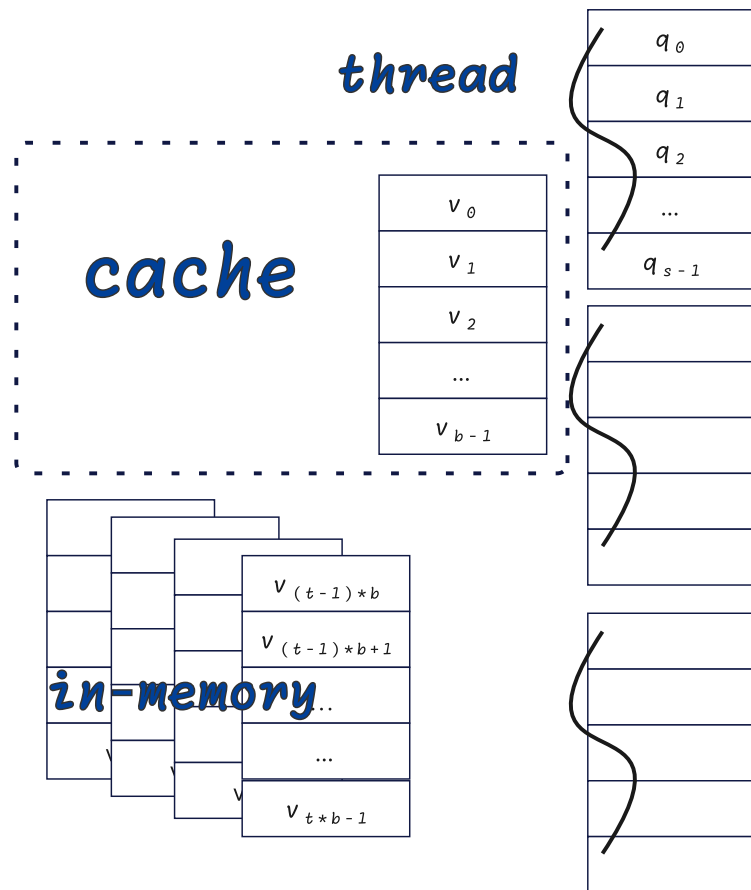 thread
q 0
q 1
q 2
...
q s - 1
cache
v 0
v 1
v 2
...
v b - 1
in-memory
v (t-1)*b
v (t-1)*b+1
...
...
v t*b-1